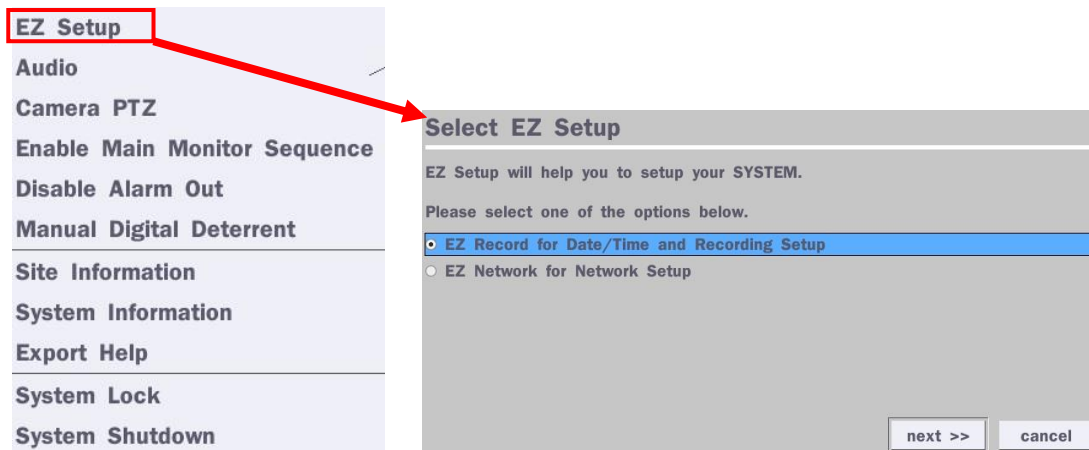 EZ Setup
Audio
Camera PTZ
Enable Main Monitor Sequence
Disable Alarm Out
Manual Digital Deterrent
Site Information
System Information
Export Help
System Lock
System Shutdown
Select EZ Setup
EZ Setup will help you to setup your SYSTEM.
Please select one of the options below.
EZ Record for Date/Time and Recording Setup
EZ Network for Network Setup
next >> cancel